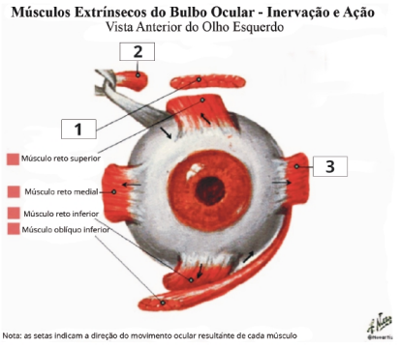 Músculos Extrínsecos do Bulbo Ocular - Inervação e Ação
Vista Anterior do Olho Esquerdo
2
1
Músculo reto superior
3
Músculo reto medial
Músculo reto inferior
Músculo oblíquo inferior
Nota: as setas indicam a direção do movimento ocular resultante de cada músculo